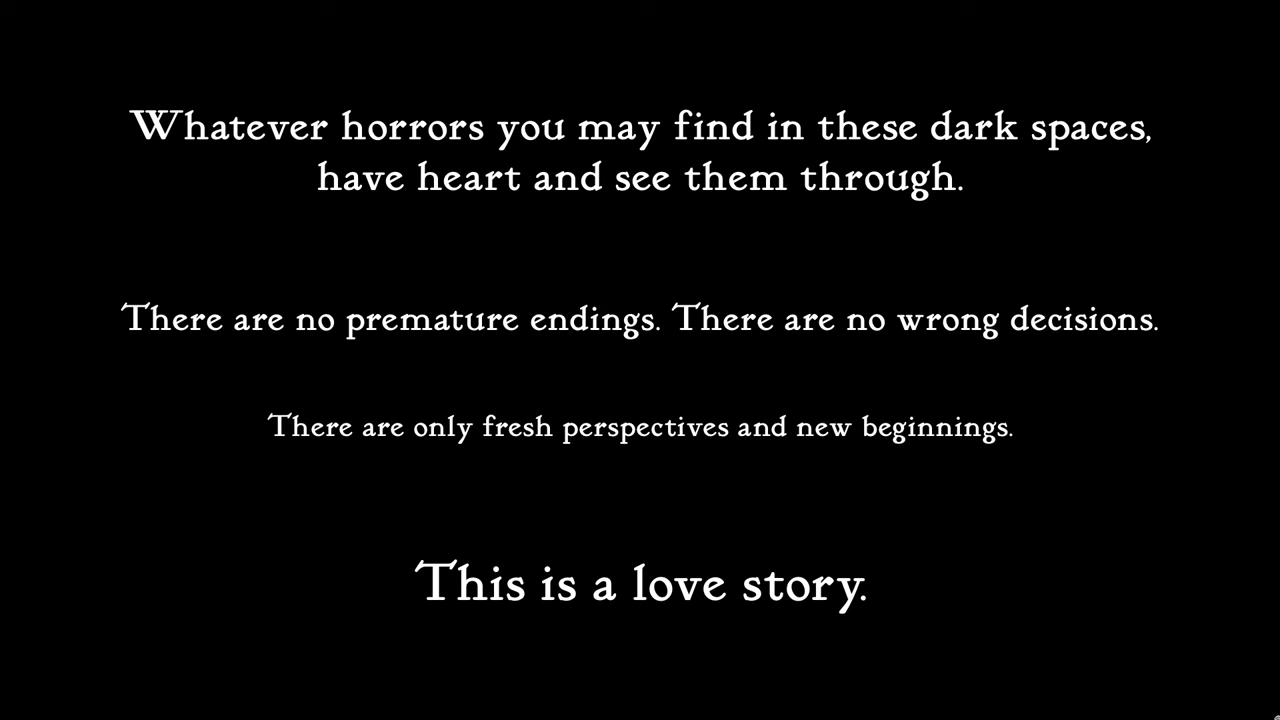 Whatever horrors you may find in these dark spaces,
have heart and see them through.
There are no premature endings. There are no wrong decisions.
There are only fresh perspectives and new beginnings.
This is a love story.